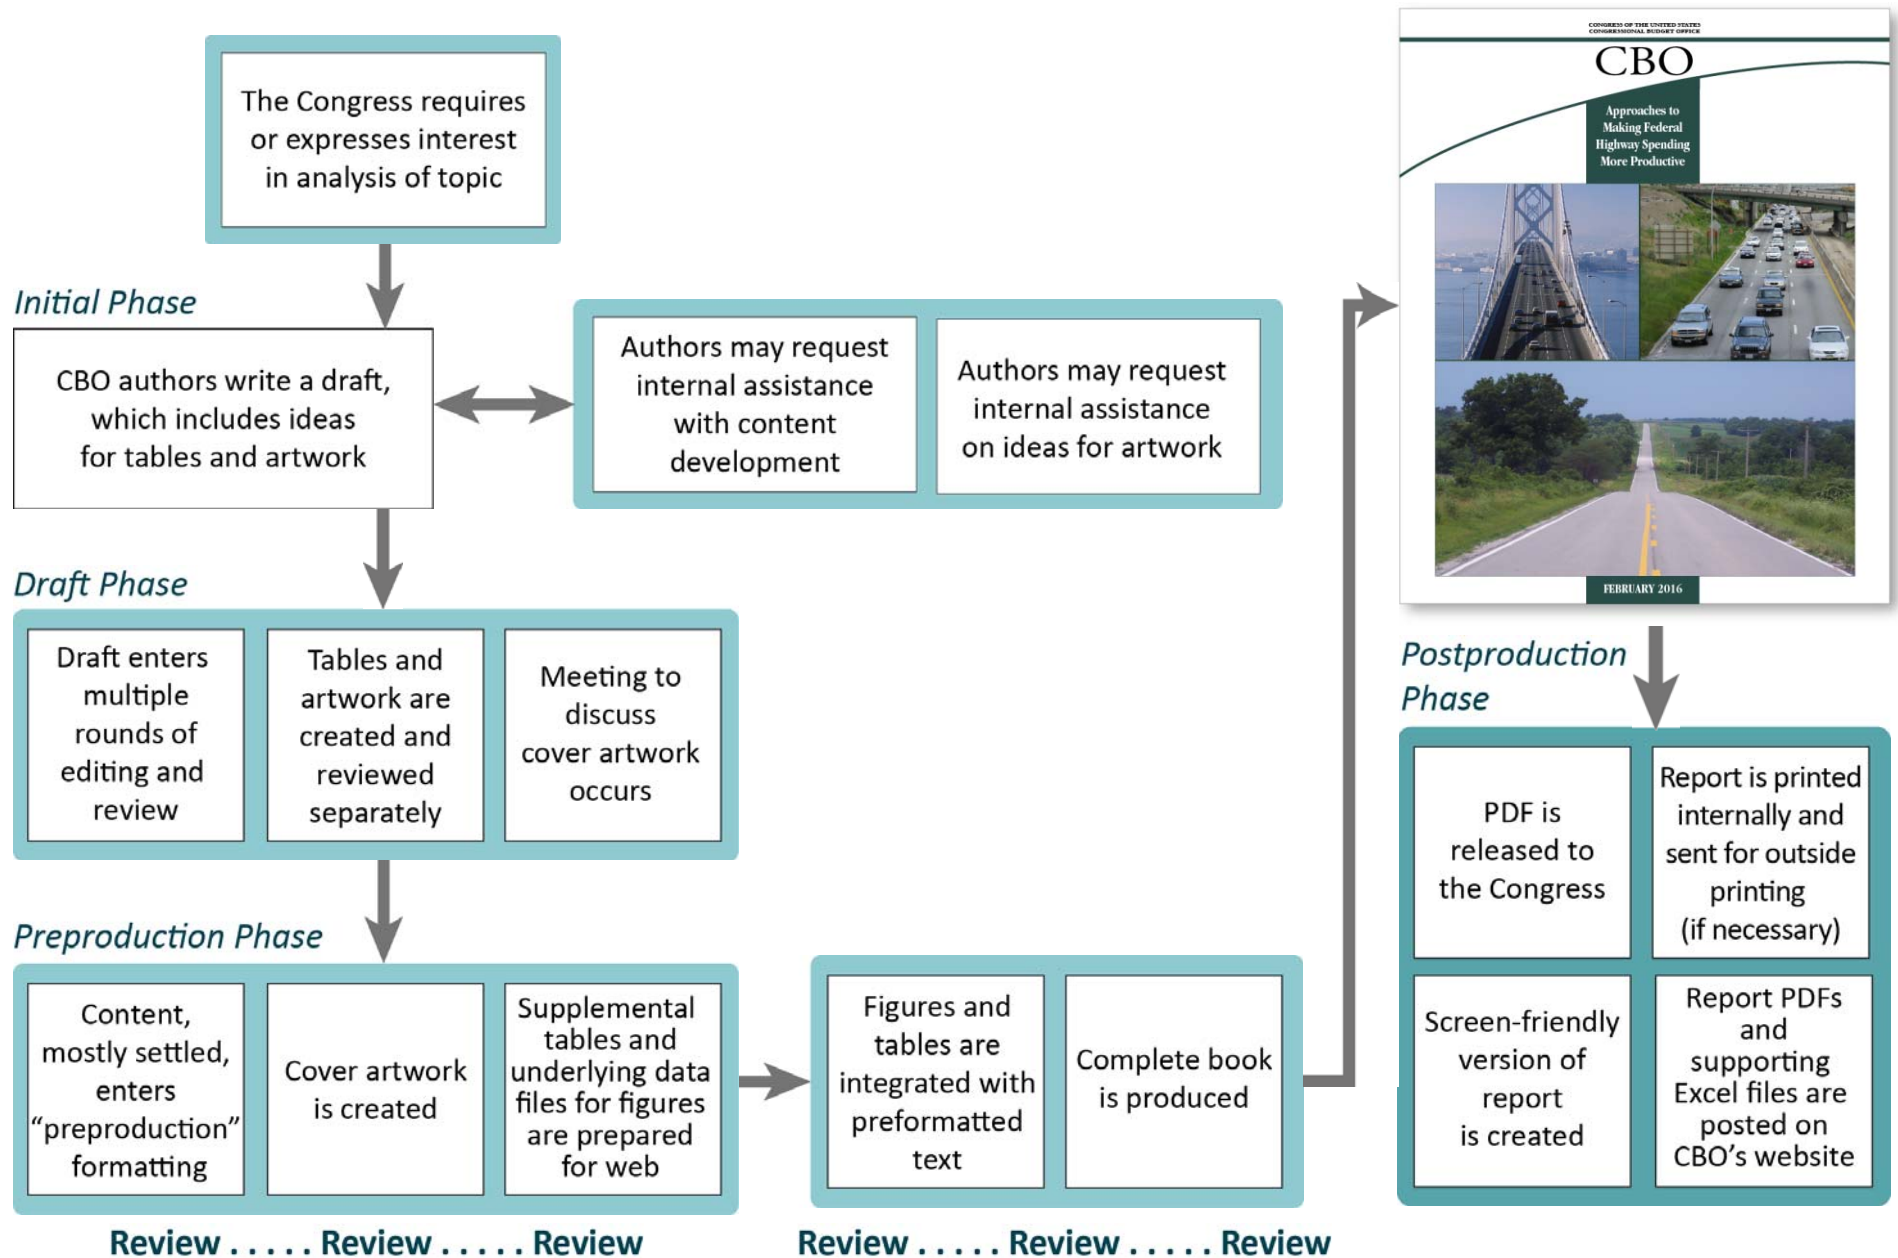 The Congress requires
or expresses interest
in analysis of topic
Initial Phase
CBO authors write a draft,
which includes ideas
for tables and artwork
Authors may request
internal assistance
with content
development
Authors may request
internal assistance
on ideas for artwork
Draft Phase
Draft enters
multiple
rounds of
editing and
review
Tables and
artwork are
created and
reviewed
separately
Meeting to
discuss
cover artwork
occurs
Preproduction Phase
Content,
mostly settled,
enters
“preproduction”
formatting
Cover artwork
is created
Supplemental
tables and
underlying data
files for figures
are prepared
for web
Review . . . . . Review . . . . . Review
Figures and
tables are
integrated with
preformatted
text
Complete book
is produced
Review . . . . . Review . . . . . Review
CONGRESS OF THE UNITED STATES
CONGRESSIONAL BUDGET OFFICE
CBO
Approaches to
Making Federal
Highway Spending
More Productive
FEBRUARY 2016
Postproduction
Phase
PDF is
released to
the Congress
Report is printed
internally and
sent for outside
printing
(if necessary)
Screen-friendly
version of
report
is created
Report PDFs
and
supporting
Excel files are
posted on
CBO’s website